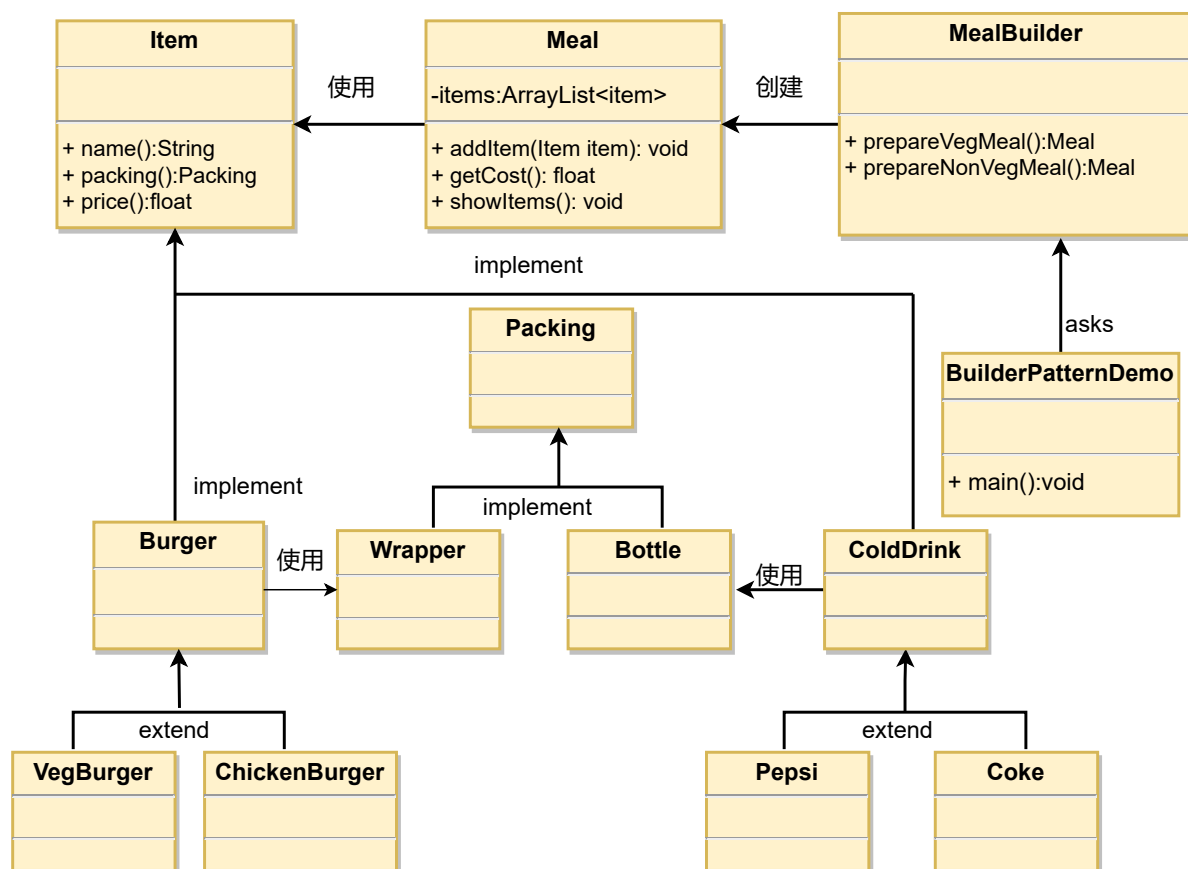 Item
+ name():String
+ packing():Packing
+ price():float
使用
Meal
-items:ArrayList<item>
+ addItem(Item item): void
+ getCost(): float
+ showItems(): void
创建
MealBuilder
+ prepareVegMeal():Meal
+ prepareNonVegMeal():Meal
implement
asks
Packing
BuilderPatternDemo
+ main():void
implement
implement
Burger
使用
Wrapper
Bottle
使用
ColdDrink
extend
extend
VegBurger
ChickenBurger
Pepsi
Coke